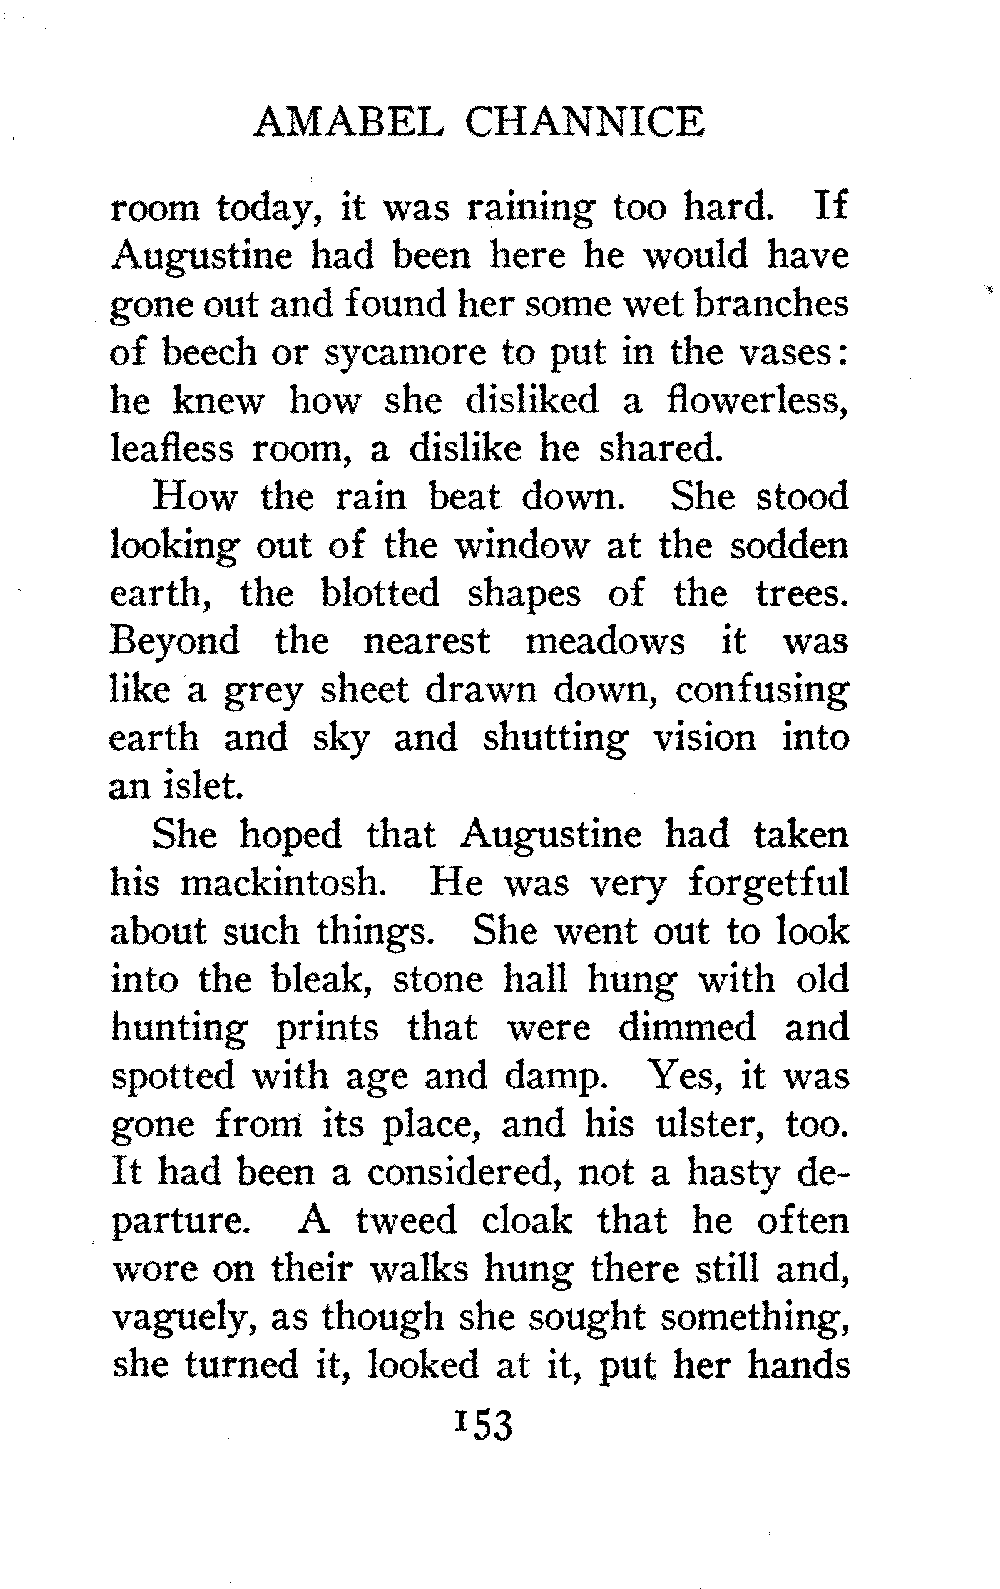 AMABEL CHANNICE
room today, it was raining too hard. If
Augustine had been here he would have
gone out and found her some wet branches
of beech or sycamore to put in the vases:
he knew how she disliked a flowerless,
leafless room, a dislike he shared.
How the rain beat down. She stood
looking out of the window at the sodden
earth, the blotted shapes of the trees.
Beyond the nearest meadows it was
like a grey sheet drawn down, confusing
earth and sky and shutting vision into
an islet.
She hoped that Augustine had taken
his mackintosh. He was very forgetful
about such things. She went out to look
into the bleak, stone hall hung with old
hunting prints that were dimmed and
spotted with age and damp. Yes, it was
gone from its place, and his ulster, too.
It had been a considered, not a hasty de-
parture. A tweed cloak that he often
wore on their walks hung there still and,
vaguely, as though she sought something,
she turned it, looked at it, put her hands
153